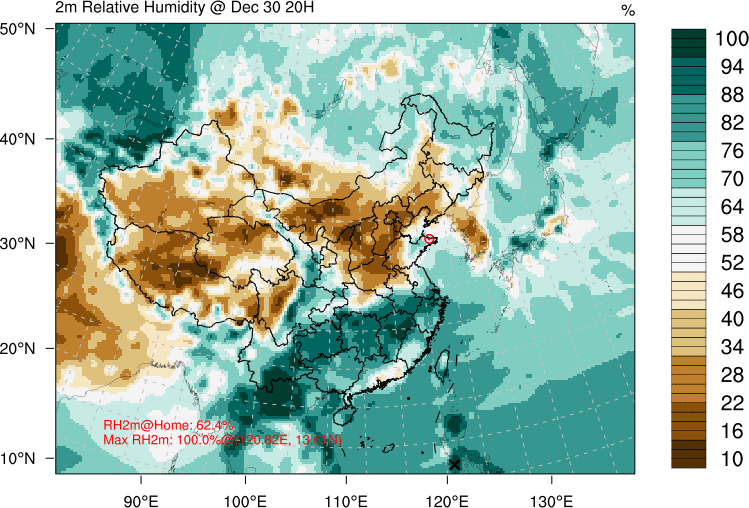 2m Relative Humidity @ Dec 30 20H
%
50°N
40°N
30°N
20°N
10°N
90°E
100°E
110°E
120°E
130°E
100
94
88
82
76
70
64
58
52
46
40
34
28
22
16
10
RH2m@Home: 62.4%
Max RH2m: 100.0%@(120.82E, 13.61N)